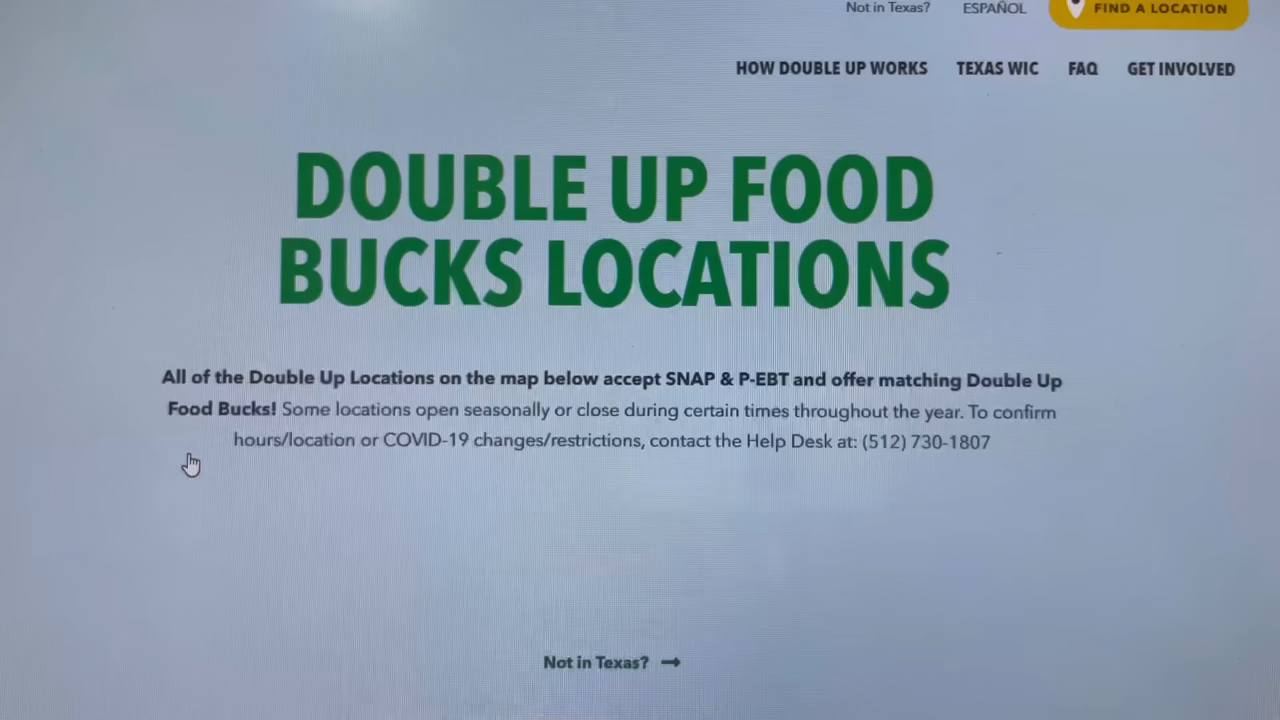 Not in Texas? ESPAÑOL FIND A LOCATION
HOW DOUBLE UP WORKS TEXAS WIC FAQ GET INVOLVED
DOUBLE UP FOOD
BUCKS LOCATIONS
All of the Double Up Locations on the map below accept SNAP & P-EBT and offer matching Double Up
Food Bucks! Some locations open seasonally or close during certain times throughout the year. To confirm
hours/location or COVID-19 changes/restrictions, contact the Help Desk at: (512) 730-1807
Not in Texas? →